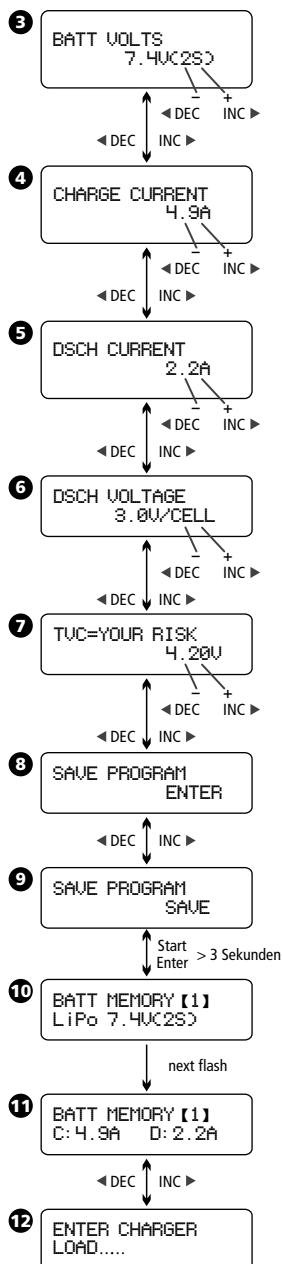 3
BATT VOLTS
7.4V(2S)
– +
◄ DEC INC ►
◄ DEC INC ►
4
CHARGE CURRENT
4.9A
– +
◄ DEC INC ►
◄ DEC INC ►
5
DSCH CURRENT
2.2A
– +
◄ DEC INC ►
◄ DEC INC ►
6
DSCH VOLTAGE
3.0V/CELL
– +
◄ DEC INC ►
◄ DEC INC ►
7
TVC=YOUR RISK
4.20V
– +
◄ DEC INC ►
◄ DEC INC ►
8
SAVE PROGRAM
ENTER
◄ DEC INC ►
9
SAVE PROGRAM
SAVE
Start
Enter > 3 Sekunden
10
BATT MEMORY【1】
LiPo 7.4V(2S)
next flash
11
BATT MEMORY【1】
C:4.9A D:2.2A
◄ DEC INC ►
12
ENTER CHARGER
LOAD.....